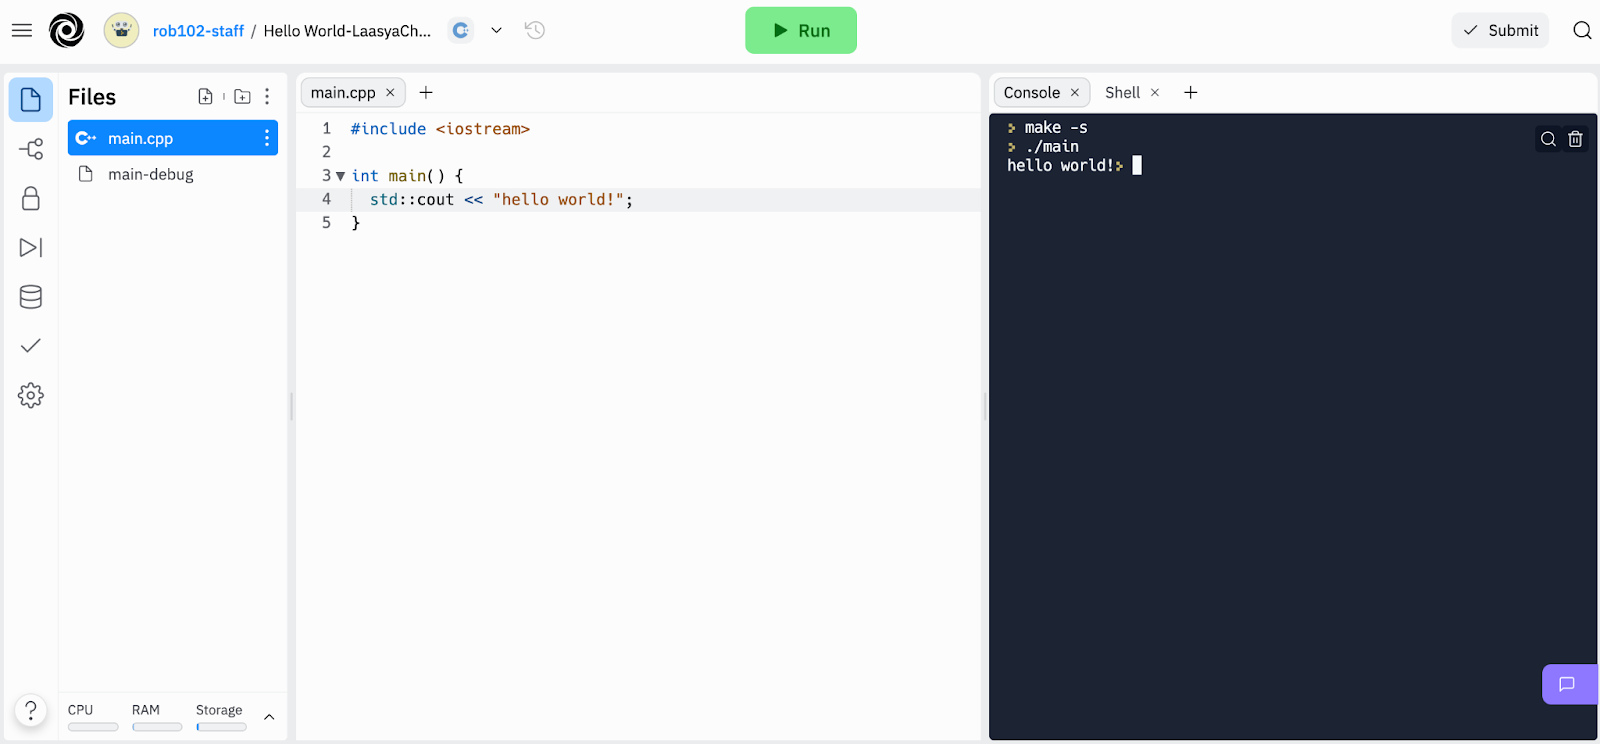 rob102-staff / Hello World-LaasyaCh...
Run
Submit
Files
main.cpp
main-debug
CPU RAM Storage
main.cpp
1 #include <iostream>
2
3 int main() {
4 std::cout << "hello world!";
5 }
Console Shell
make -s
./main
hello world!